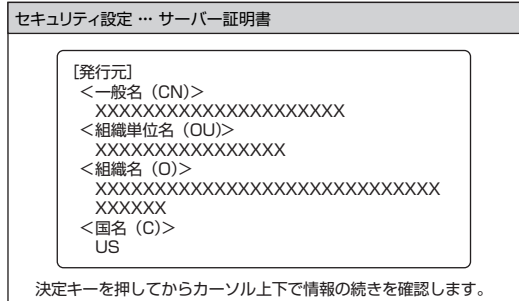 セキュリティ設定 … サーバー証明書
[発行元]
＜一般名（CN)＞
XXXXXXXXXXXXXXXXXXXXX
＜組織単位名（OU)＞
XXXXXXXXXXXXXXXX
＜組織名（O)＞
XXXXXXXXXXXXXXXXXXXXXXXXXXXXX
XXXXXX
＜国名（C)＞
US
決定キーを押してからカーソル上下で情報の続きを確認します。